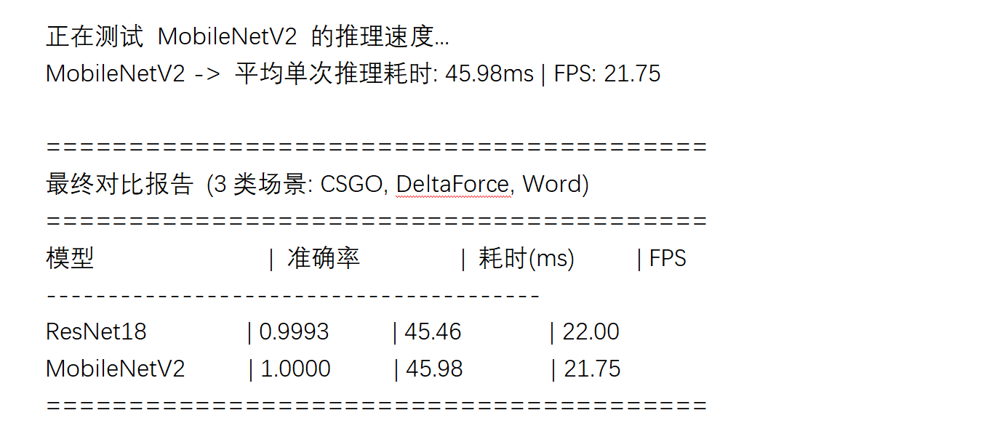 正在测试 MobileNetV2 的推理速度...
MobileNetV2 -> 平均单次推理耗时: 45.98ms | FPS: 21.75
========================================
最终对比报告 (3 类场景: CSGO, DeltaForce, Word)
========================================
模型 | 准确率 | 耗时(ms) | FPS
----------------------------------------
ResNet18 | 0.9993 | 45.46 | 22.00
MobileNetV2 | 1.0000 | 45.98 | 21.75
========================================